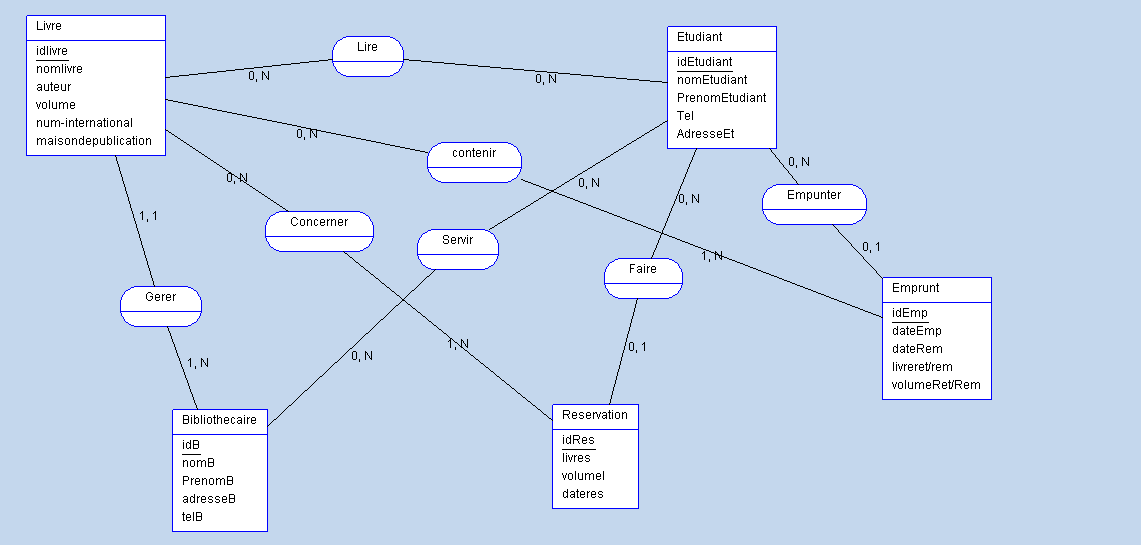 Livre
idlivre
nomlivre
auteur
volume
num-international
maisondepublication
Lire
0, N
0, N
Etudiant
idEtudiant
nomEtudiant
PrenomEtudiant
Tel
AdresseEt
0, N
contenir
0, N
0, N
Empunter
0, N
0, N
1, 1
Concerner
Servir
0, 1
1, N
Faire
Gerer
Emprunt
idEmp
dateEmp
dateRem
livreret/rem
volumeRet/Rem
1, N
0, N
1, N
0, 1
Bibliothecaire
idB
nomB
PrenomB
adresseB
telB
Reservation
idRes
livres
volumel
dateres